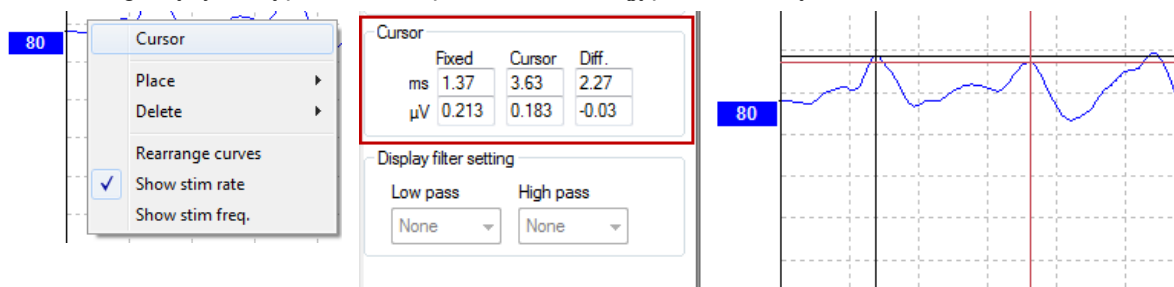 80
Cursor
Place
Delete
Rearrange curves
Show stim rate
Show stim freq.
Cursor
Fixed Cursor Diff.
ms 1.37 3.63 2.27
µV 0.213 0.183 -0.03
Display filter setting
Low pass High pass
None None
80